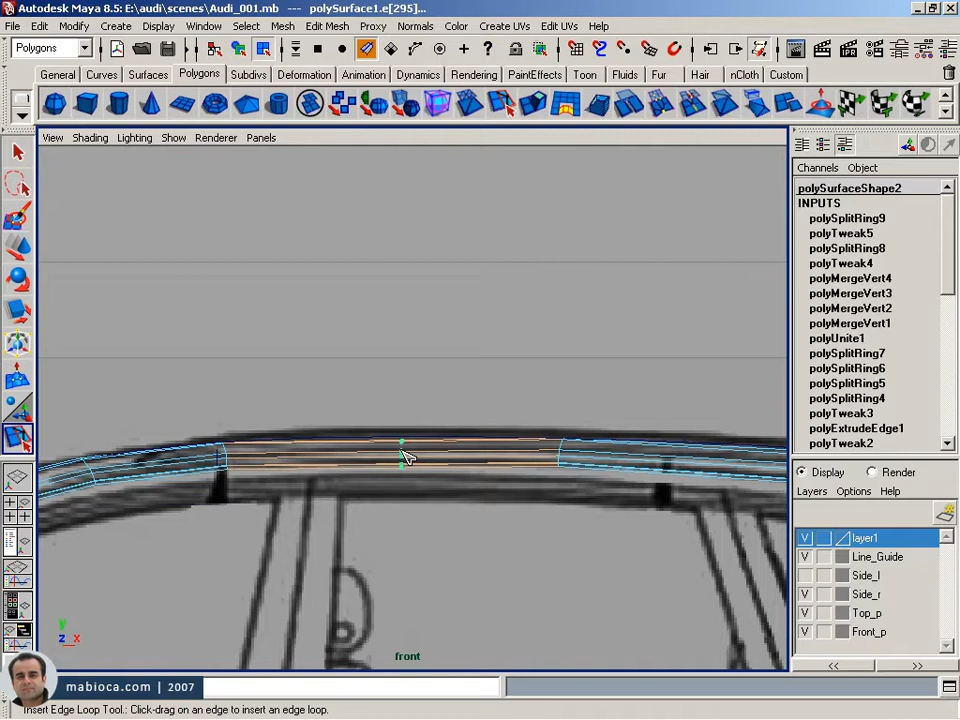 Autodesk Maya 8.5: E:\audi\scenes\Audi_001.mb --- polySurface1.e[295]...
File Edit Modify Create Display Window Select Mesh Edit Mesh Proxy Normals Color Create UVs Edit UVs Help
Polygons
IPR
General Curves Surfaces Polygons Subdivs Deformation Animation Dynamics Rendering PaintEffects Toon Fluids Fur Hair nCloth Custom
View Shading Lighting Show Renderer Panels
Channels Object
polySurfaceShape2
INPUTS
polySplitRing9
polyTweak5
polySplitRing8
polyTweak4
polyMergeVert4
polyMergeVert3
polyMergeVert2
polyMergeVert1
polyUnite1
polySplitRing7
polySplitRing6
polySplitRing5
polySplitRing4
polyTweak3
polyExtrudeEdge1
polyTweak2
Display Render
Layers Options Help
V layer1
V Line_Guide
Side_l
V Side_r
V Top_p
V Front_p
<< >>
y
z x
front
mabioca.com | 2007
Insert Edge Loop Tool: Click-drag on an edge to insert an edge loop.